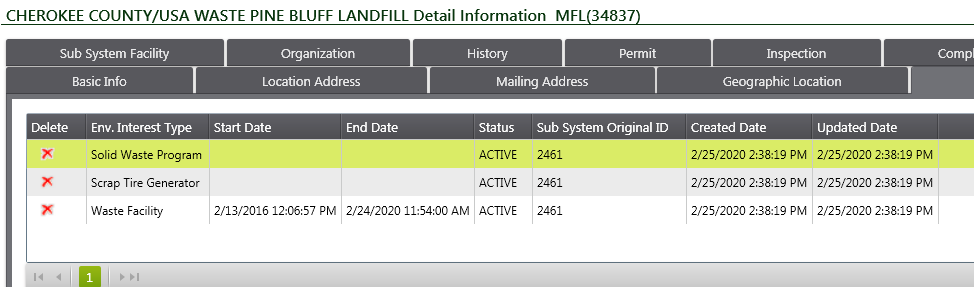 CHEROKEE COUNTY/USA WASTE PINE BLUFF LANDFILL Detail Information MFL(34837)
Sub System Facility Organization History Permit Inspection Compl
Basic Info Location Address Mailing Address Geographic Location
Delete Env. Interest Type Start Date End Date Status Sub System Original ID Created Date Updated Date
Solid Waste Program ACTIVE 2461 2/25/2020 2:38:19 PM 2/25/2020 2:38:19 PM
Scrap Tire Generator ACTIVE 2461 2/25/2020 2:38:19 PM 2/25/2020 2:38:19 PM
Waste Facility 2/13/2016 12:06:57 PM 2/24/2020 11:54:00 AM ACTIVE 2461 2/25/2020 2:38:19 PM 2/25/2020 2:38:19 PM
1